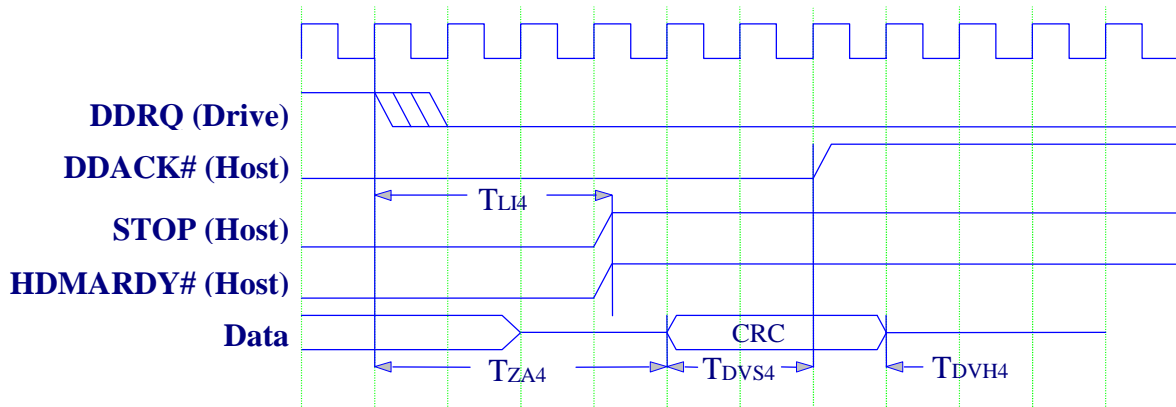 DDRQ (Drive)
DDACK# (Host)
TLI4
STOP (Host)
HDMARDY# (Host)
Data
CRC
TZA4
TDVS4
TDVH4